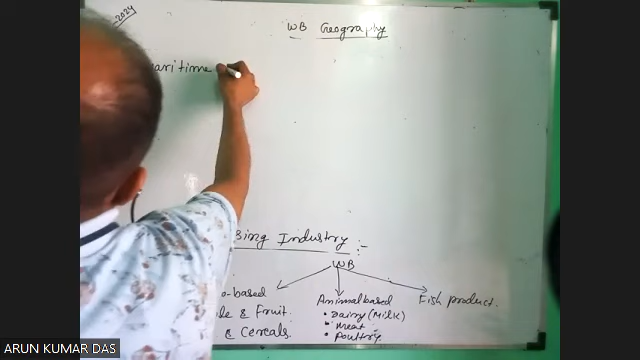 2024
WB Geography
aritime
sing Industry :-
WB
o-based Animal based Fish product.
le & Fruit. • Dairy (Milk)
& Cereals. • Meat
• Poultry
ARUN KUMAR DAS